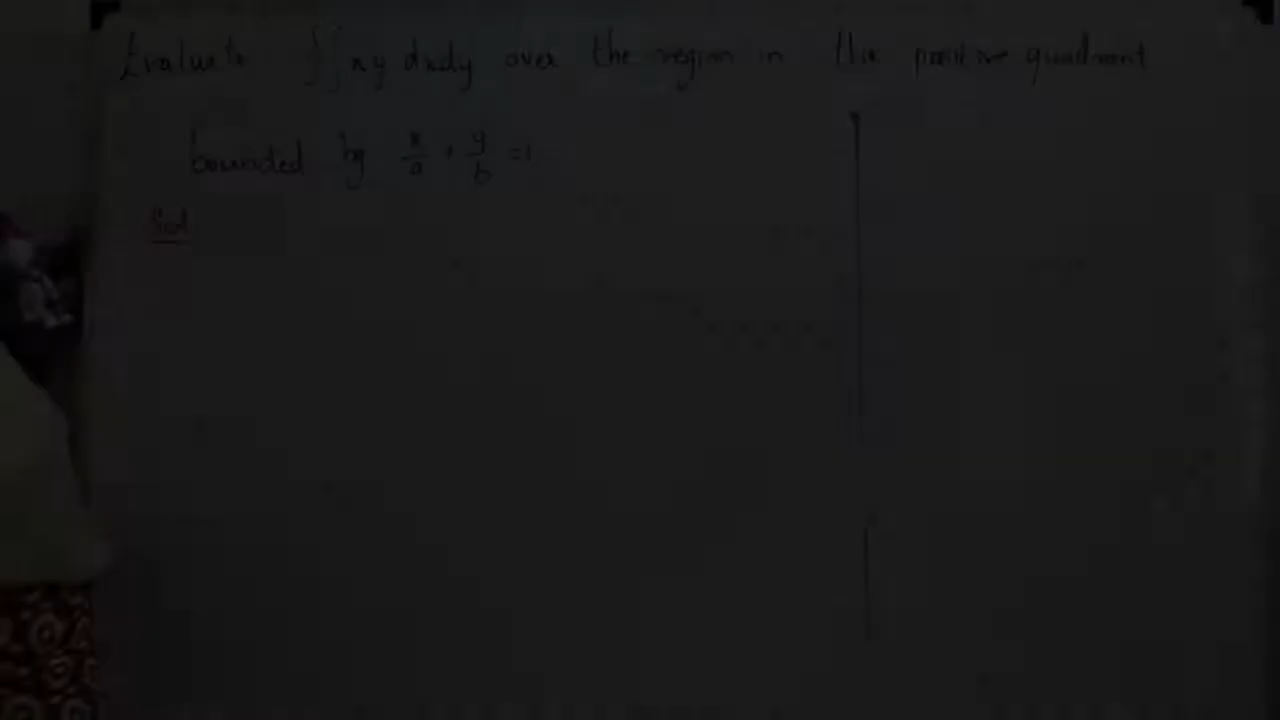 Evaluate ∬ xy dxdy over the region in the positive quadrant
bounded by x/a + y/b = 1.
Sol